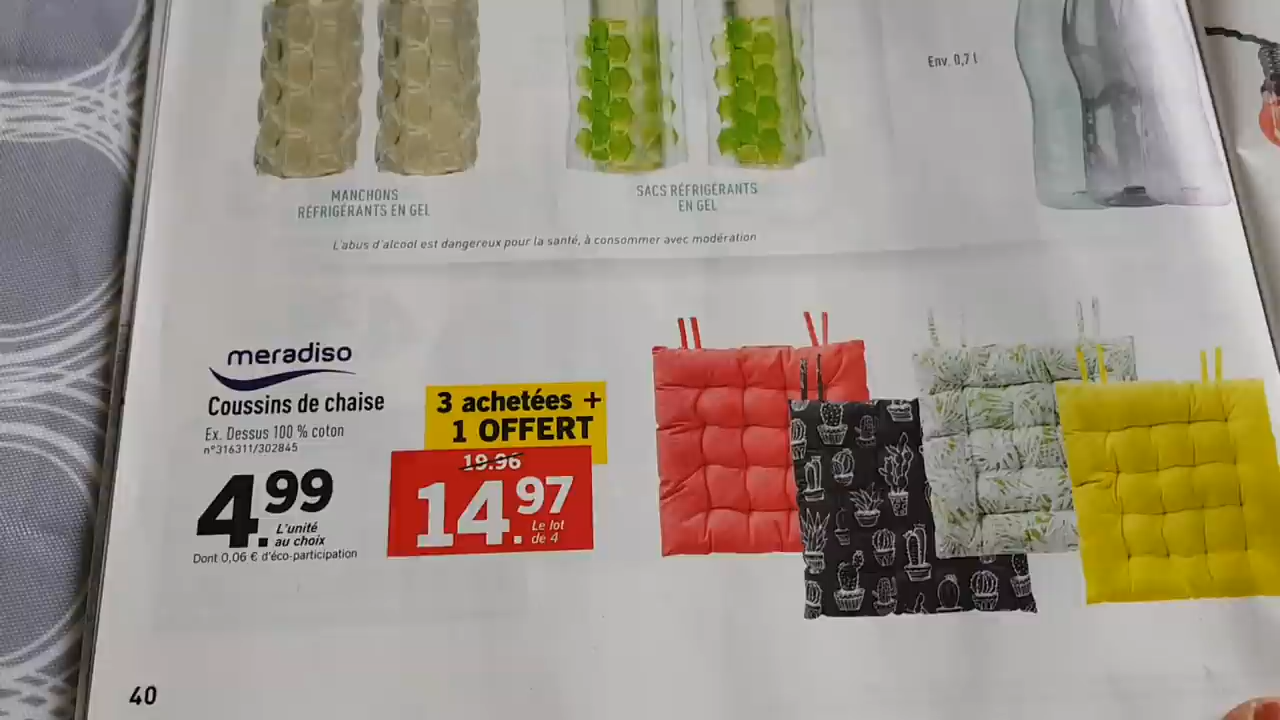 Env. 0,7 l
MANCHONS
RÉFRIGÉRANTS EN GEL
SACS RÉFRIGÉRANTS
EN GEL
L'abus d'alcool est dangereux pour la santé, à consommer avec modération
meradiso
Coussins de chaise
Ex. Dessus 100 % coton
n°316311/302845
4.99
L'unité
au choix
Dont 0,06 € d'éco-participation
3 achetées +
1 OFFERT
19.96
14.97
Le lot
de 4
40